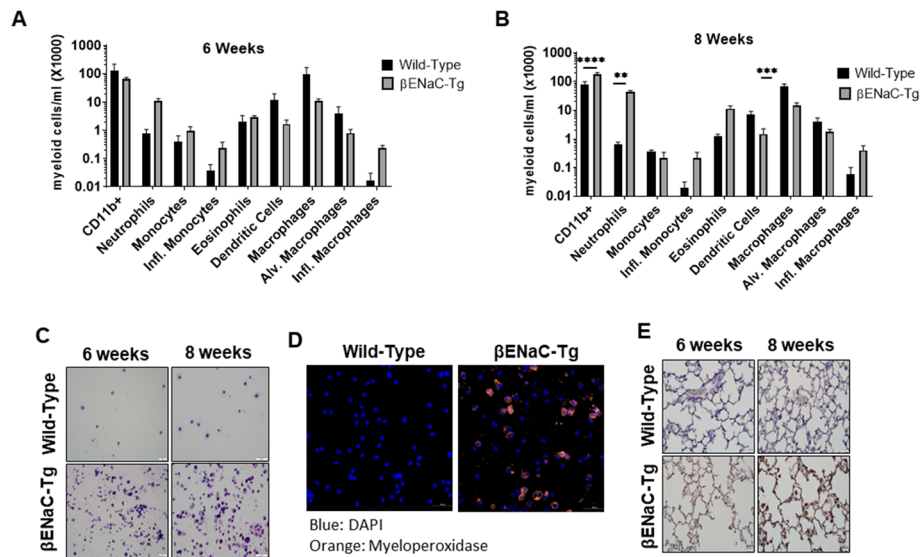 A
6 Weeks
myeloid cells/ml (X1000)
1000
100
10
1
0.1
0.01
Wild-Type
βENaC-Tg
CD11b+
Neutrophils
Monocytes
Infl. Monocytes
Eosinophils
Dendritic Cells
Macrophages
Alv. Macrophages
Infl. Macrophages
B
8 Weeks
myeloid cells/ml (x1000)
1000
100
10
1
0.1
0.01
****
**
***
Wild-Type
βENaC-Tg
CD11b+
Neutrophils
Monocytes
Infl. Monocytes
Eosinophils
Dendritic Cells
Macrophages
Alv. Macrophages
Infl. Macrophages
C
6 weeks 8 weeks
Wild-Type
βENaC-Tg
D
Wild-Type βENaC-Tg
Blue: DAPI
Orange: Myeloperoxidase
E
6 weeks 8 weeks
Wild-Type
βENaC-Tg